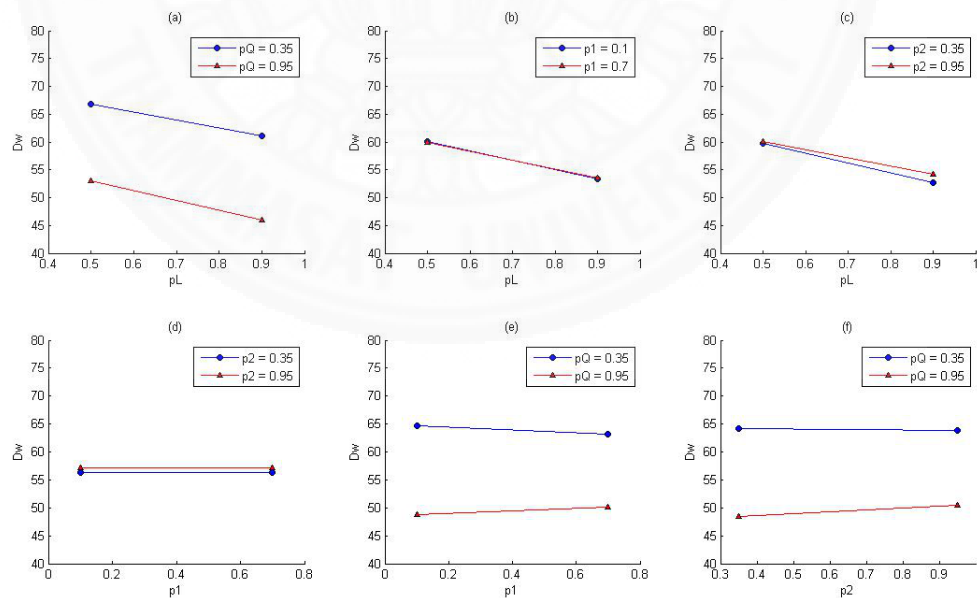 (a)
80
75
70
65
60
55
50
45
40
Dw
pQ = 0.35
pQ = 0.95
0.4 0.5 0.6 0.7 0.8 0.9 1
pL
(b)
80
75
70
65
60
55
50
45
40
Dw
p1 = 0.1
p1 = 0.7
0.4 0.5 0.6 0.7 0.8 0.9 1
pL
(c)
80
75
70
65
60
55
50
45
40
Dw
p2 = 0.35
p2 = 0.95
0.4 0.5 0.6 0.7 0.8 0.9 1
pL
(d)
80
75
70
65
60
55
50
45
40
Dw
p2 = 0.35
p2 = 0.95
0 0.2 0.4 0.6 0.8
p1
(e)
80
75
70
65
60
55
50
45
40
Dw
pQ = 0.35
pQ = 0.95
0 0.2 0.4 0.6 0.8
p1
(f)
80
75
70
65
60
55
50
45
40
Dw
pQ = 0.35
pQ = 0.95
0.3 0.4 0.5 0.6 0.7 0.8 0.9
p2